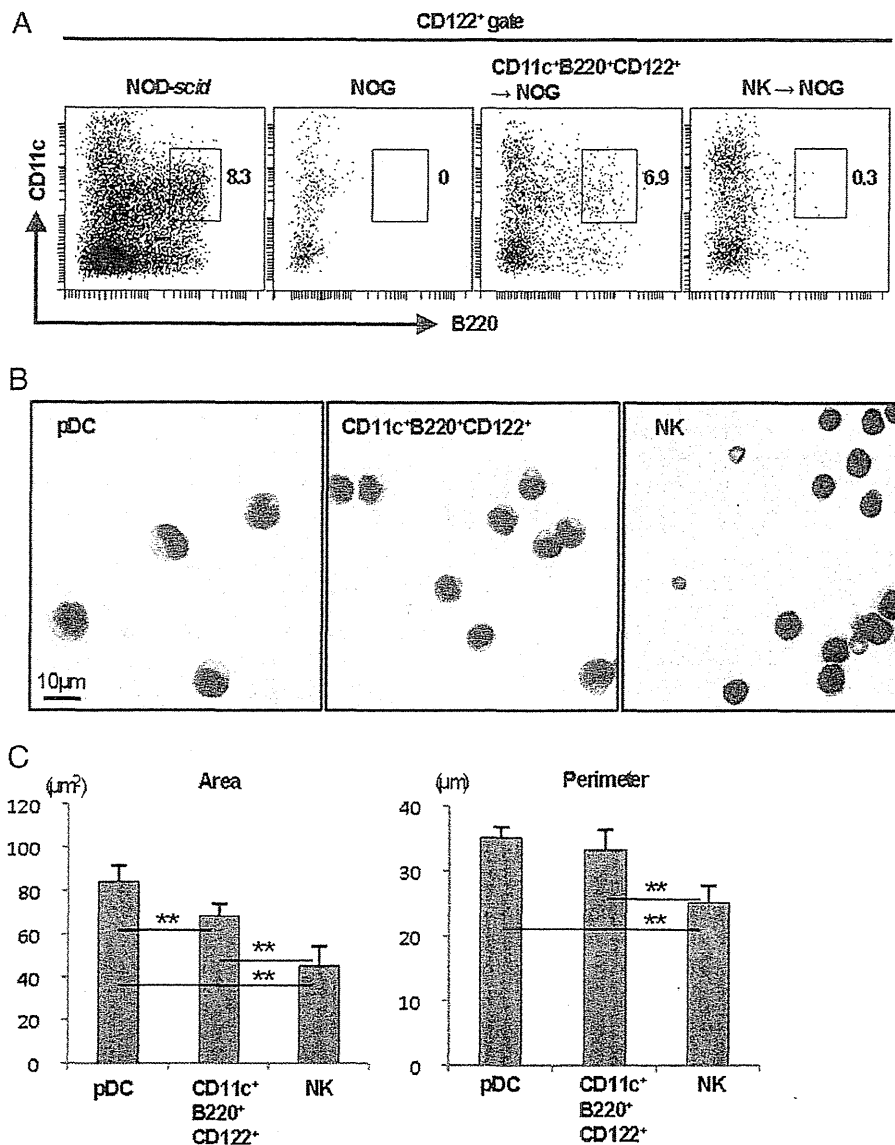 A
CD122⁺ gate
NOD-scid
NOG
CD11c⁺B220⁺CD122⁺
→ NOG
NK → NOG
CD11c
8.3
0
6.9
0.3
B220
B
pDC
CD11c⁺B220⁺CD122⁺
NK
10µm
C
(µm²)
Area
120
100
80
60
40
20
0
**
**
**
pDC
CD11c⁺
B220⁺
CD122⁺
NK
(µm)
Perimeter
40
30
20
10
0
**
**
pDC
CD11c⁺
B220⁺
CD122⁺
NK